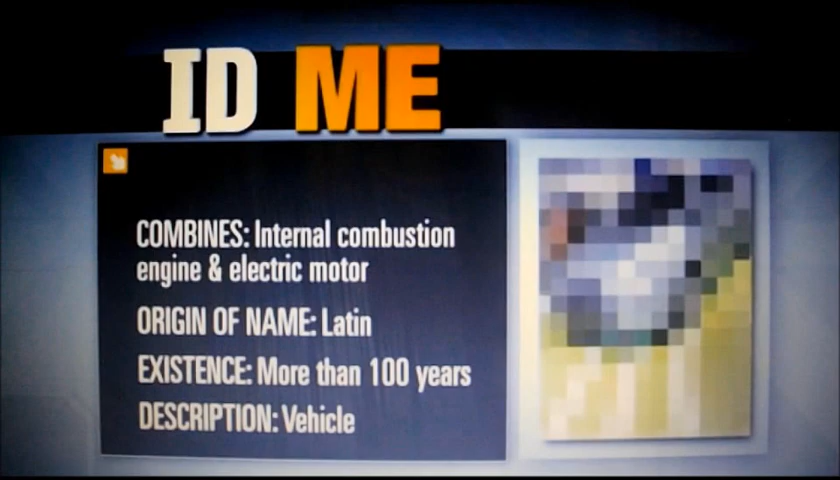 ID ME
COMBINES: Internal combustion
engine & electric motor
ORIGIN OF NAME: Latin
EXISTENCE: More than 100 years
DESCRIPTION: Vehicle